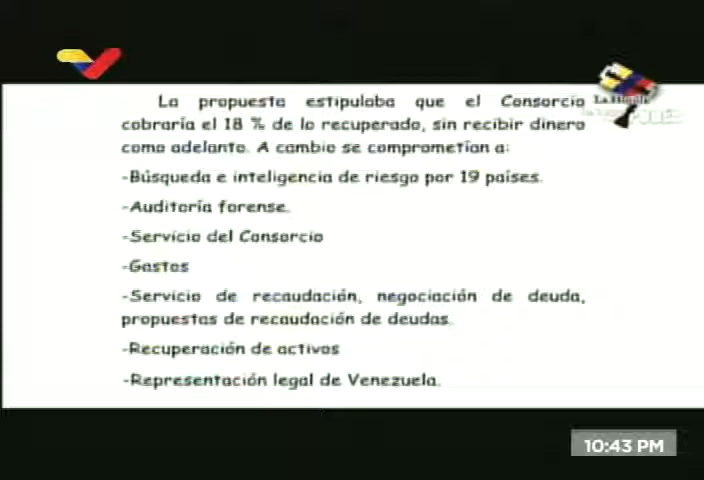 La propuesta estipulaba que el Consorcio
cobraría el 18 % de lo recuperado, sin recibir dinero
como adelanto. A cambio se comprometían a:
-Búsqueda e inteligencia de riesgo por 19 países.
-Auditoría forense.
-Servicio del Consorcio
-Gastos
-Servicio de recaudación, negociación de deuda,
propuestas de recaudación de deudas.
-Recuperación de activos
-Representación legal de Venezuela.
10:43 PM